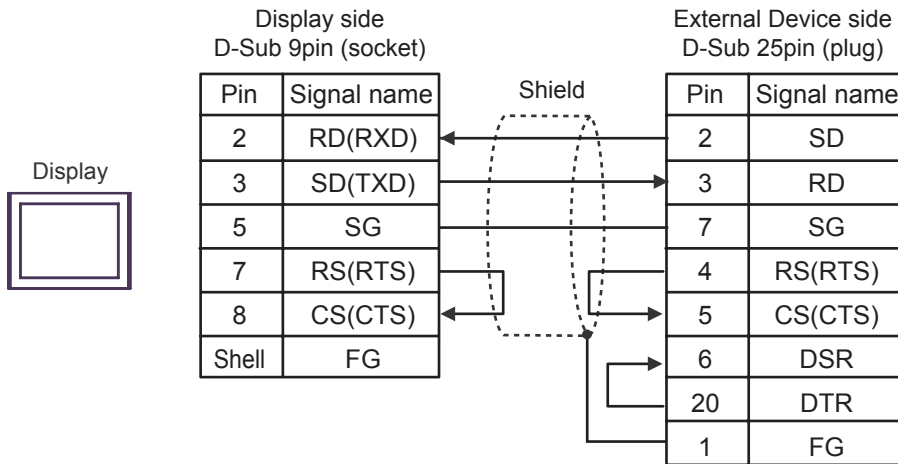 Display side
D-Sub 9pin (socket)
External Device side
D-Sub 25pin (plug)
Shield
Display
Pin Signal name
2 RD(RXD)
3 SD(TXD)
5 SG
7 RS(RTS)
8 CS(CTS)
Shell FG
Pin Signal name
2 SD
3 RD
7 SG
4 RS(RTS)
5 CS(CTS)
6 DSR
20 DTR
1 FG